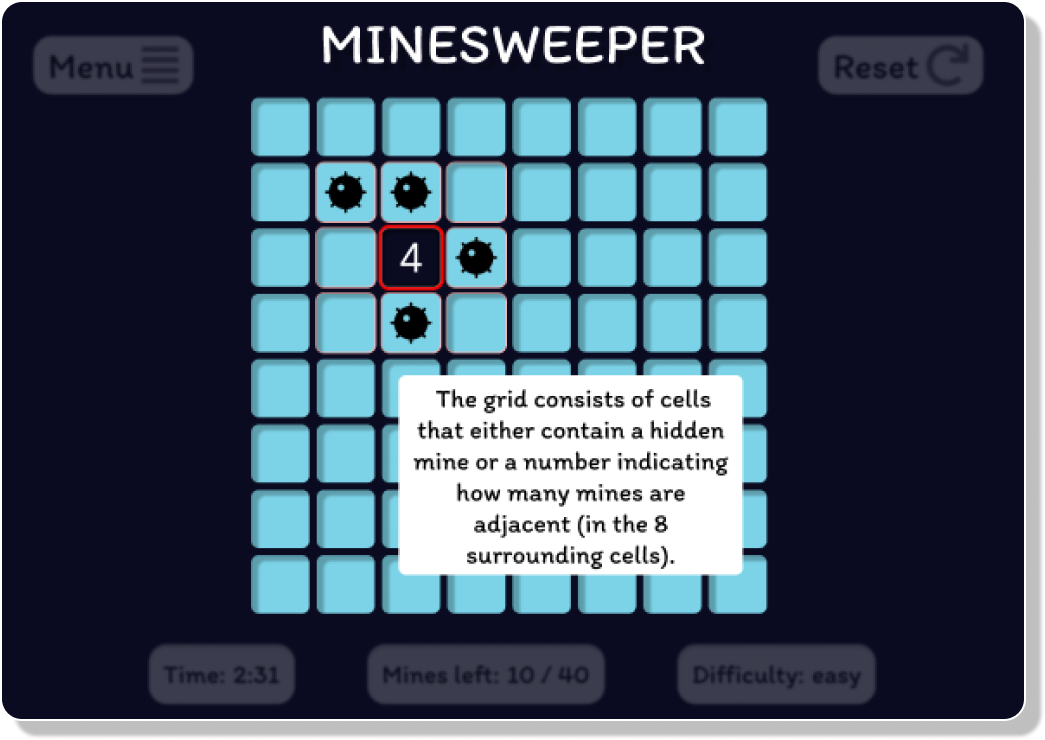 MINESWEEPER
Menu
Reset
4
The grid consists of cells
that either contain a hidden
mine or a number indicating
how many mines are
adjacent (in the 8
surrounding cells).
Time: 2:31
Mines left: 10 / 40
Difficulty: easy